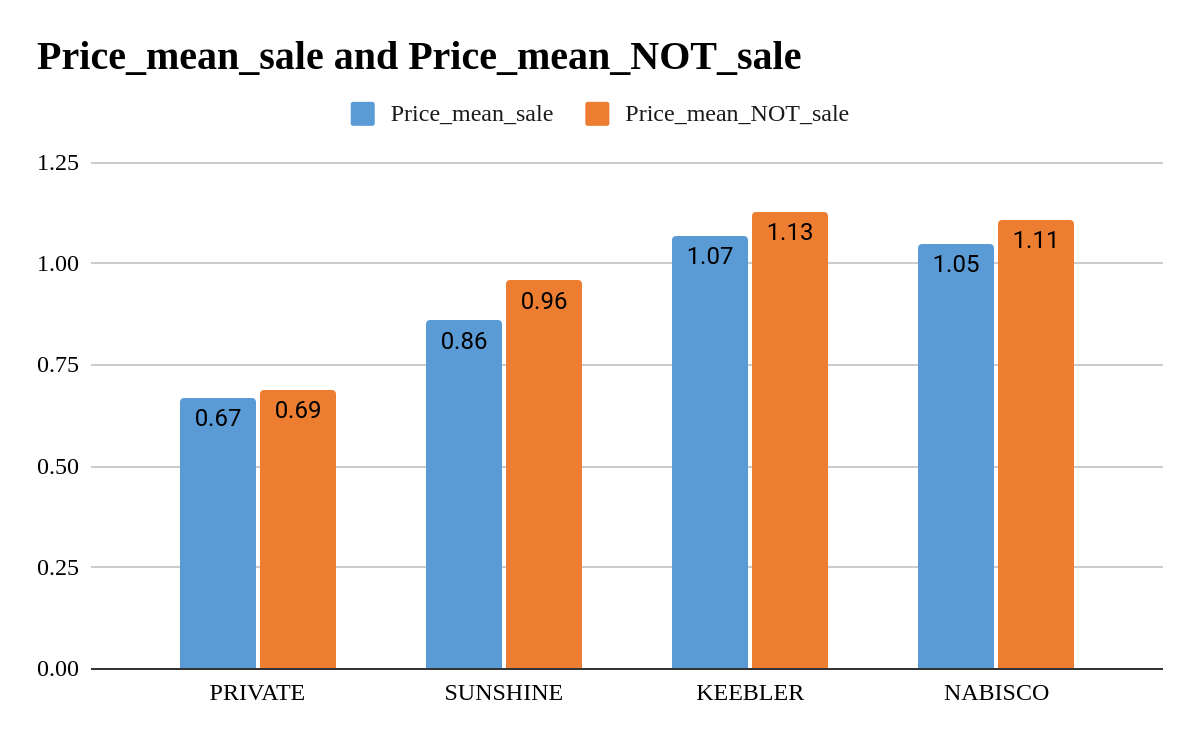 Price_mean_sale and Price_mean_NOT_sale
Price_mean_sale Price_mean_NOT_sale
1.25
1.00
0.75
0.50
0.25
0.00
0.67 0.69 0.86 0.96 1.07 1.13 1.05 1.11
PRIVATE SUNSHINE KEEBLER NABISCO